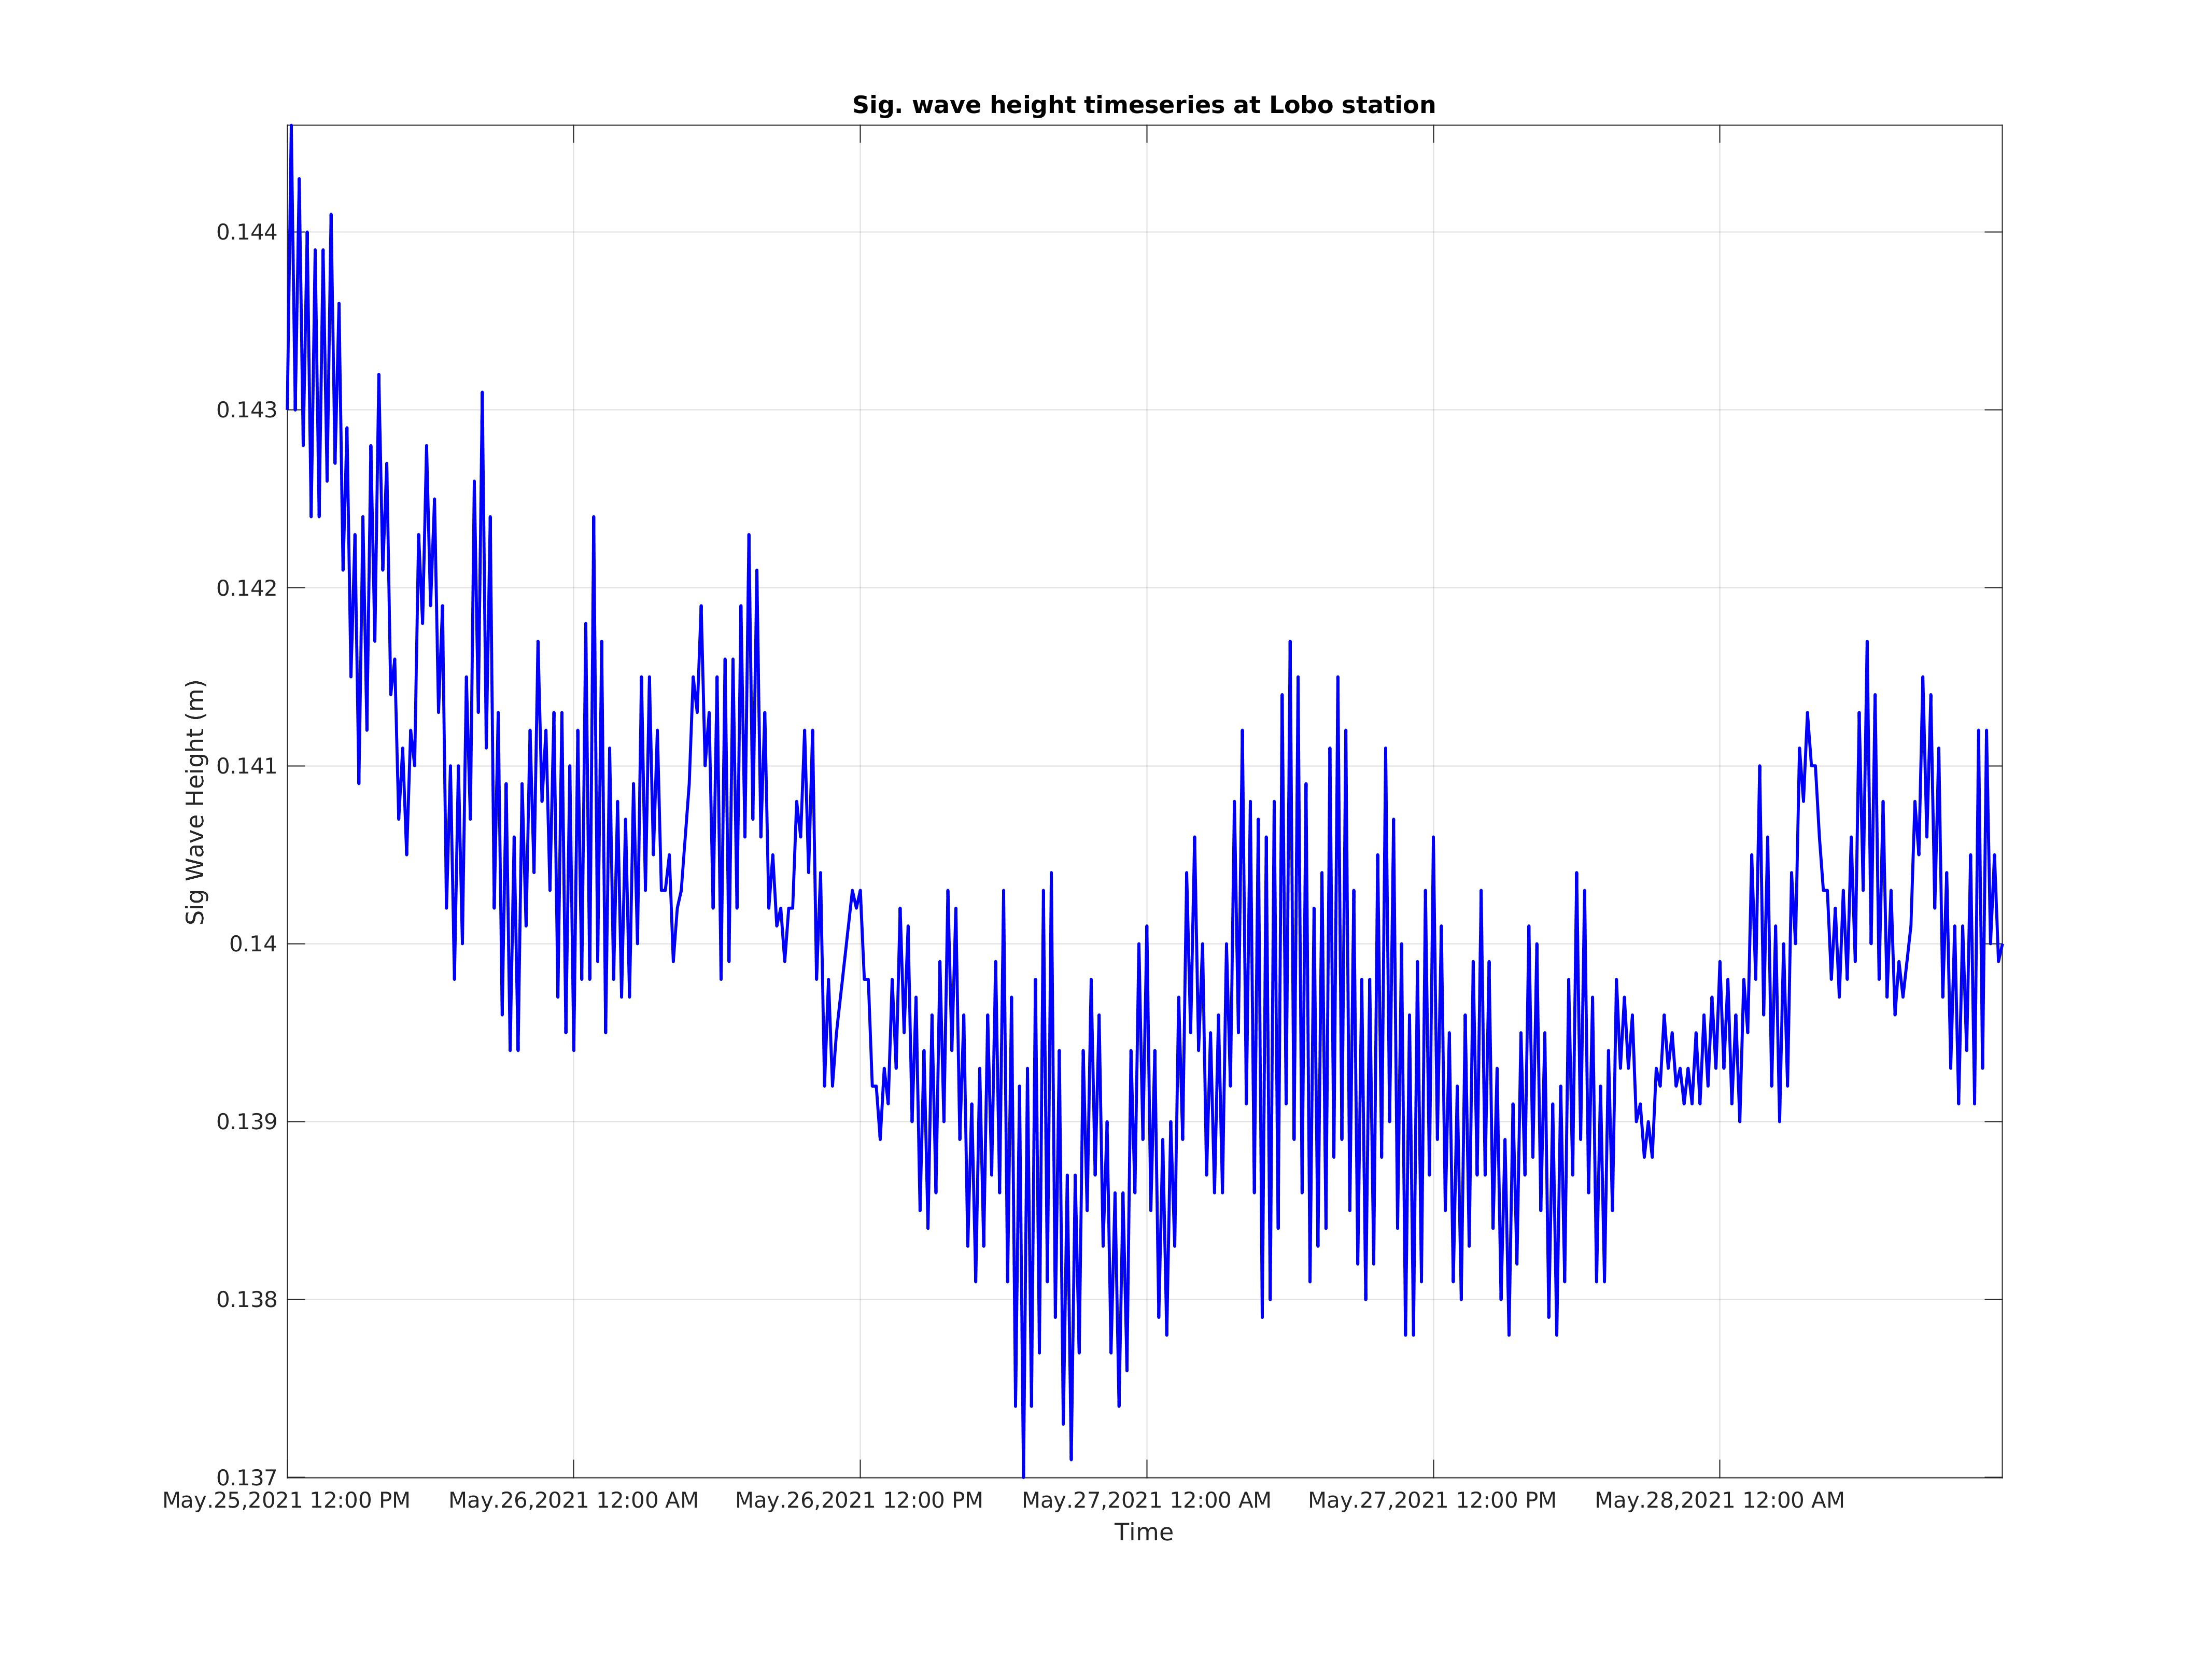 Sig. wave height timeseries at Lobo station
0.144
0.143
0.142
0.141
0.14
0.139
0.138
0.137
Sig Wave Height (m)
May.25,2021 12:00 PM May.26,2021 12:00 AM May.26,2021 12:00 PM May.27,2021 12:00 AM May.27,2021 12:00 PM May.28,2021 12:00 AM
Time